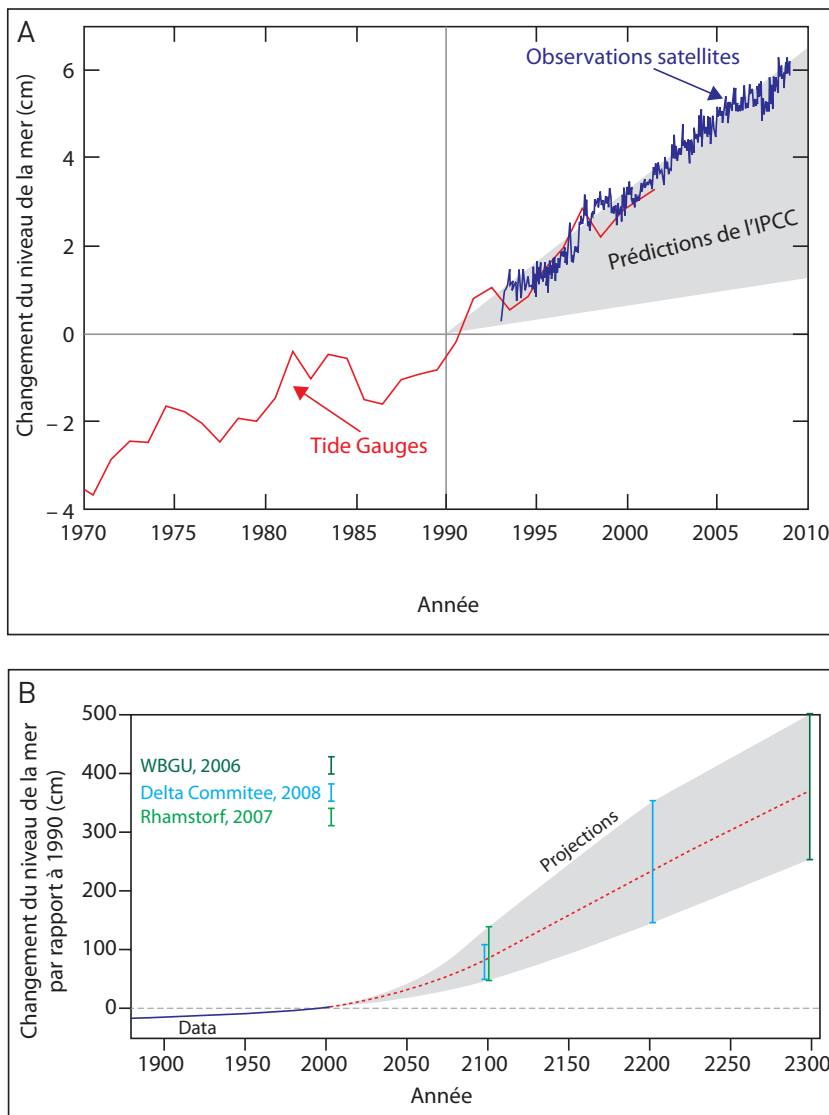 A
Changement du niveau de la mer (cm)
6
4
2
0
– 2
– 4
Observations satellites
Prédictions de l'IPCC
Tide Gauges
1970 1975 1980 1985 1990 1995 2000 2005 2010
Année
B
Changement du niveau de la mer
par rapport à 1990 (cm)
500
400
300
200
100
0
WBGU, 2006
Delta Commitee, 2008
Rhamstorf, 2007
Projections
Data
1900 1950 2000 2050 2100 2150 2200 2250 2300
Année